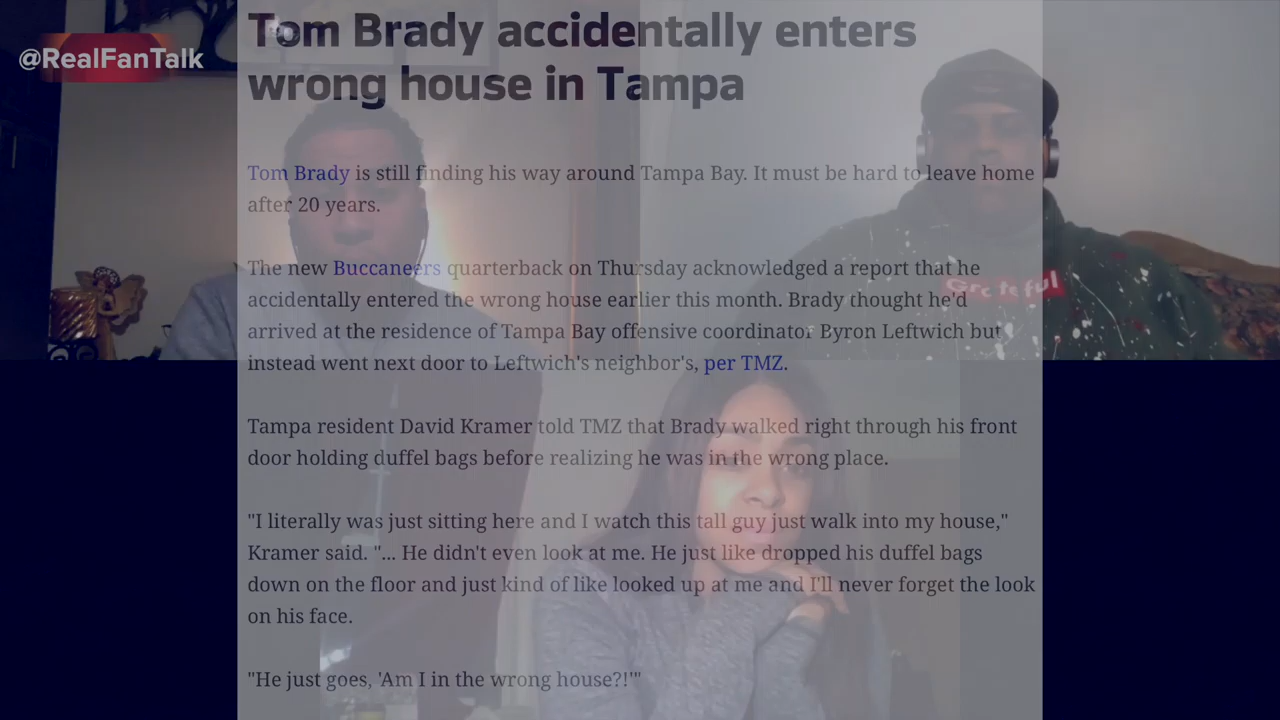 @RealFanTalk
Tom Brady accidentally enters
wrong house in Tampa
Tom Brady is still finding his way around Tampa Bay. It must be hard to leave home
after 20 years.
The new Buccaneers quarterback on Thursday acknowledged a report that he
accidentally entered the wrong house earlier this month. Brady thought he'd
arrived at the residence of Tampa Bay offensive coordinator Byron Leftwich but
instead went next door to Leftwich's neighbor's, per TMZ.
Tampa resident David Kramer told TMZ that Brady walked right through his front
door holding duffel bags before realizing he was in the wrong place.
"I literally was just sitting here and I watch this tall guy just walk into my house,"
Kramer said. "... He didn't even look at me. He just like dropped his duffel bags
down on the floor and just kind of like looked up at me and I'll never forget the look
on his face.
"He just goes, 'Am I in the wrong house?!'"
Grateful